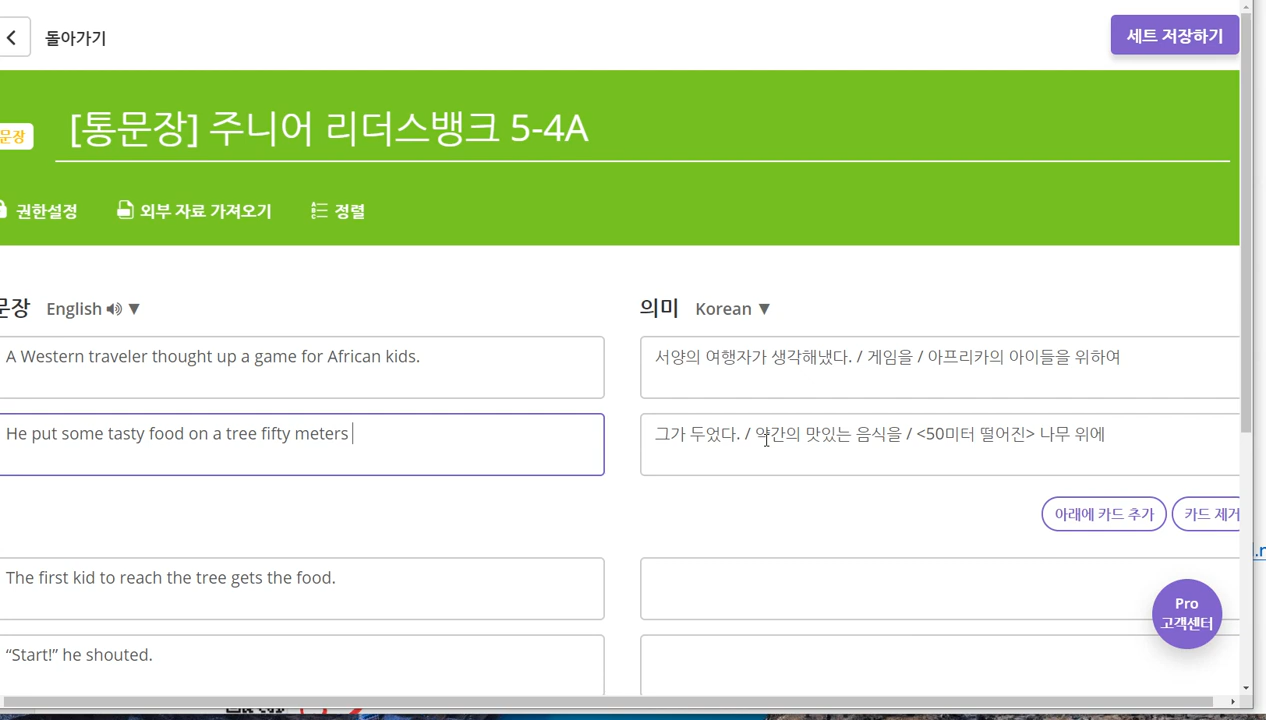 돌아가기
세트 저장하기
문장
[통문장] 주니어 리더스뱅크 5-4A
권한설정
외부 자료 가져오기
정렬
문장 English ▼
의미 Korean ▼
A Western traveler thought up a game for African kids.
서양의 여행자가 생각해냈다. / 게임을 / 아프리카의 아이들을 위하여
He put some tasty food on a tree fifty meters
그가 두었다. / 약간의 맛있는 음식을 / <50미터 떨어진> 나무 위에
아래에 카드 추가
카드 제거
The first kid to reach the tree gets the food.
Pro
고객센터
“Start!” he shouted.